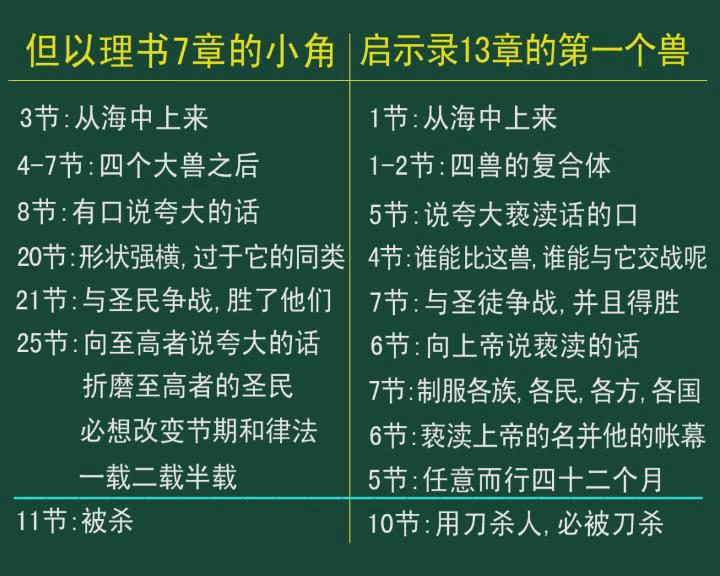 但以理书7章的小角 启示录13章的第一个兽
3节:从海中上来 1节:从海中上来
4-7节:四个大兽之后 1-2节:四兽的复合体
8节:有口说夸大的话 5节:说夸大亵渎话的口
20节:形状强横,过于它的同类 4节:谁能比这兽,谁能与它交战呢
21节:与圣民争战,胜了他们 7节:与圣徒争战,并且得胜
25节:向至高者说夸大的话 6节:向上帝说亵渎的话
折磨至高者的圣民 7节:制服各族,各民,各方,各国
必想改变节期和律法 6节:亵渎上帝的名并他的帐幕
一载二载半载 5节:任意而行四十二个月
11节:被杀 10节:用刀杀人,必被刀杀